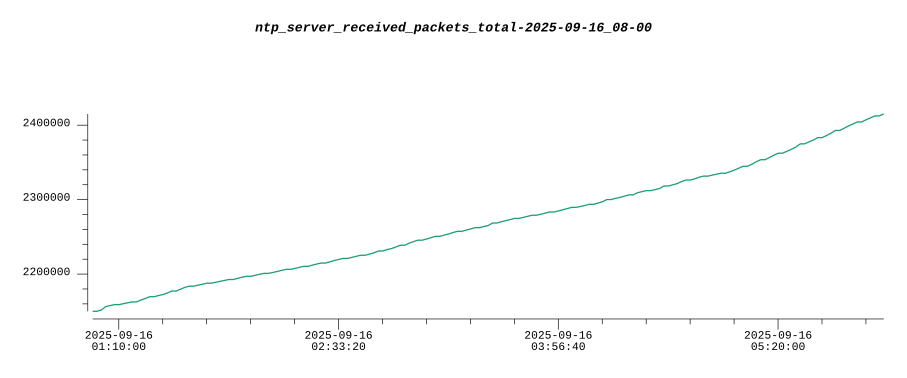 ntp_server_received_packets_total-2025-09-16_08-00
2400000
2300000
2200000
2025-09-16 2025-09-16 2025-09-16 2025-09-16
01:10:00 02:33:20 03:56:40 05:20:00